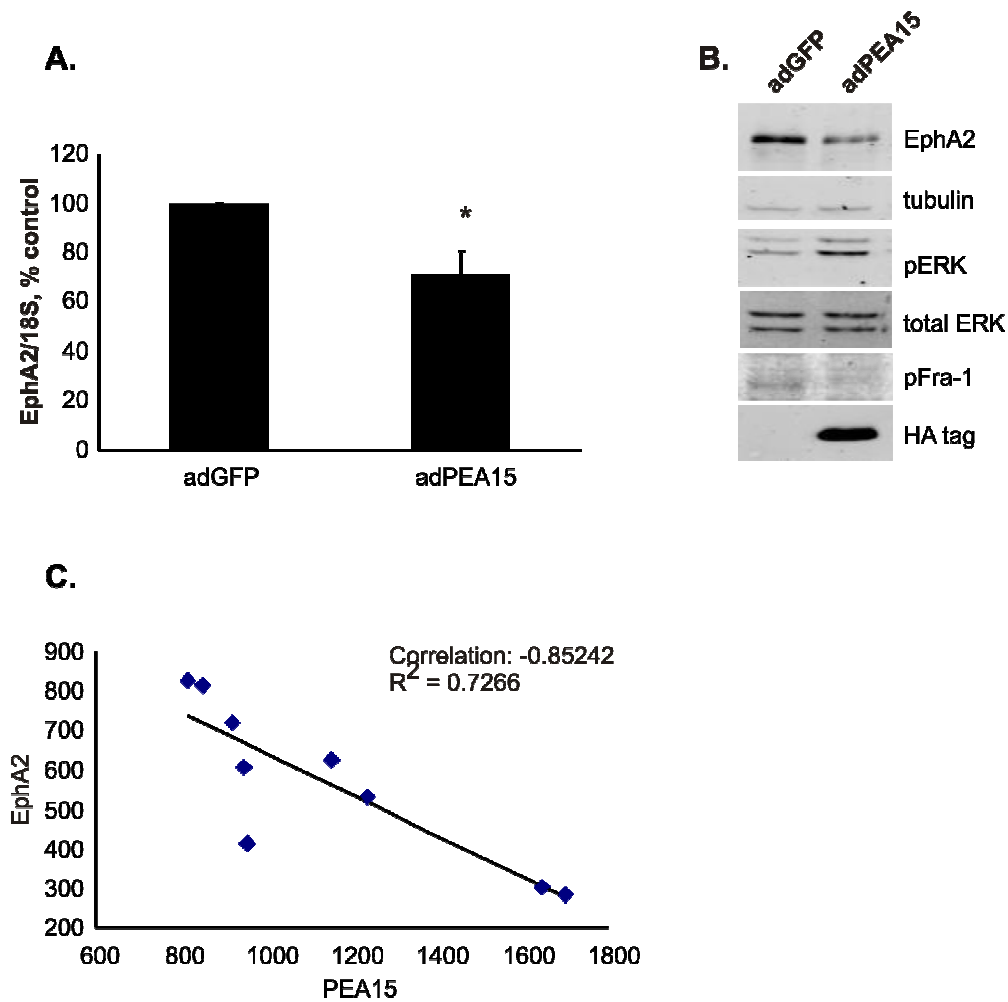 A.
120
100
80
60
40
20
0
EphA2/18S, % control
*
adGFP
adPEA15
B.
adGFP
adPEA15
EphA2
tubulin
pERK
total ERK
pFra-1
HA tag
C.
900
800
700
600
500
400
300
200
EphA2
Correlation: -0.85242
R² = 0.7266
600 800 1000 1200 1400 1600 1800
PEA15